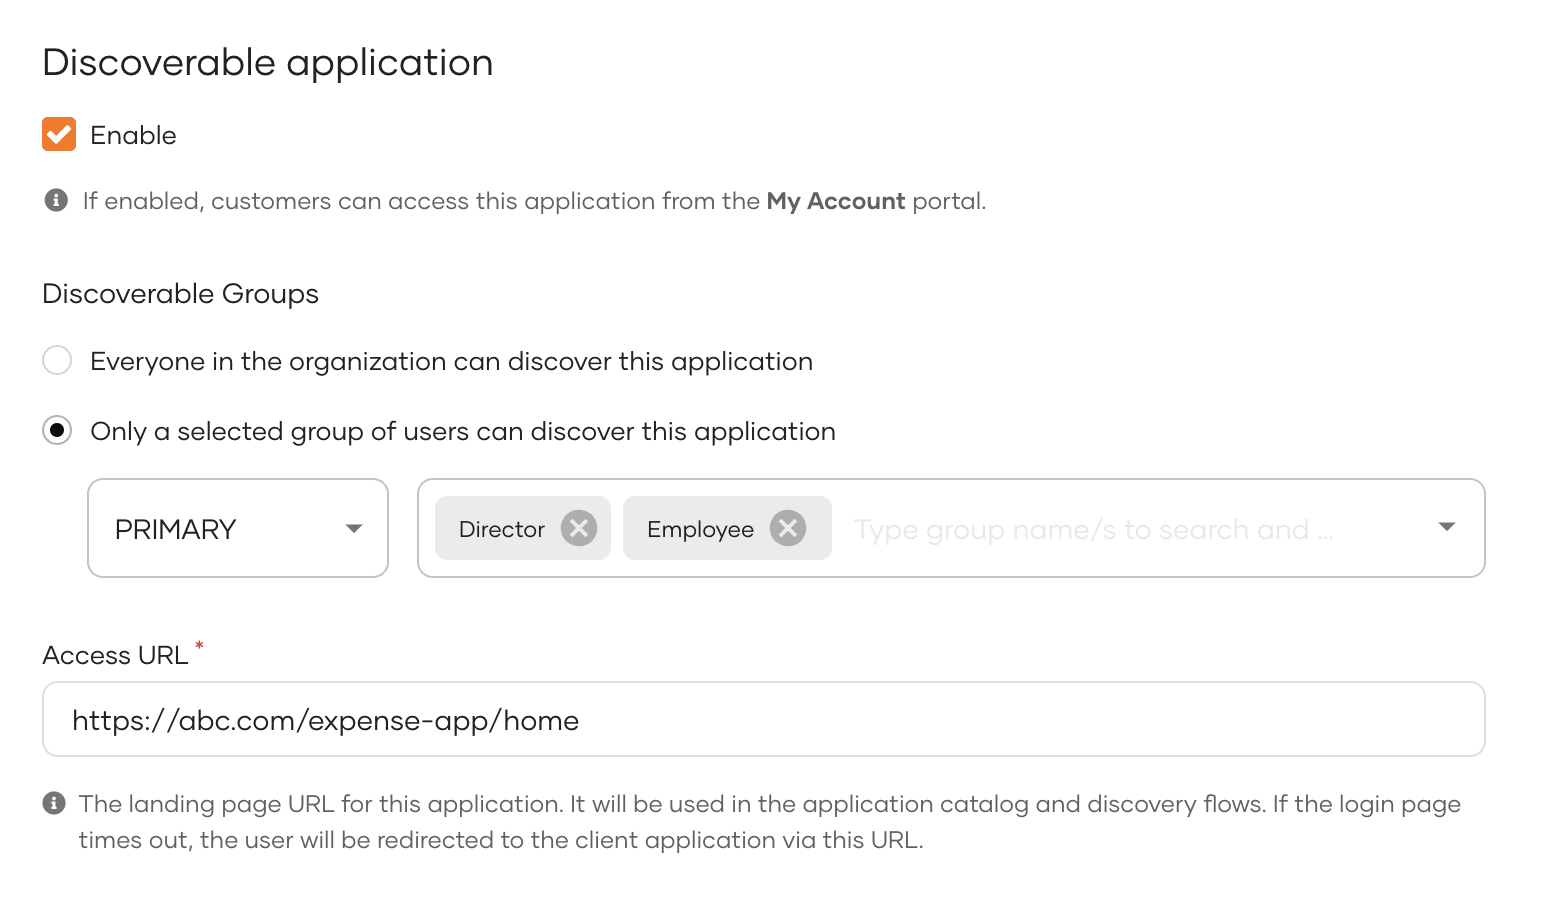 Discoverable application
Enable
If enabled, customers can access this application from the My Account portal.
Discoverable Groups
Everyone in the organization can discover this application
Only a selected group of users can discover this application
PRIMARY
Director Employee Type group name/s to search and ...
Access URL *
https://abc.com/expense-app/home
The landing page URL for this application. It will be used in the application catalog and discovery flows. If the login page
times out, the user will be redirected to the client application via this URL.